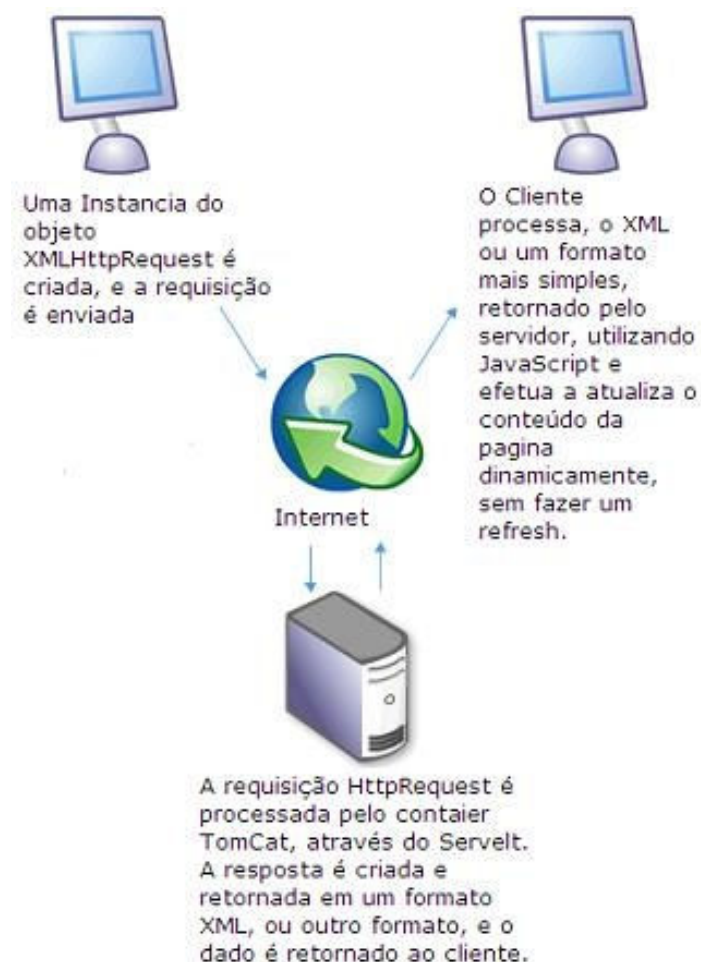 Uma Instancia do
objeto
XMLHttpRequest é
criada, e a requisição
é enviada
O Cliente
processa, o XML
ou um formato
mais simples,
retornado pelo
servidor, utilizando
JavaScript e
efetua a atualiza o
conteúdo da
pagina
dinamicamente,
sem fazer um
refresh.
Internet
A requisição HttpRequest é
processada pelo contaier
TomCat, através do Servelt.
A resposta é criada e
retornada em um formato
XML, ou outro formato, e o
dado é retornado ao cliente.